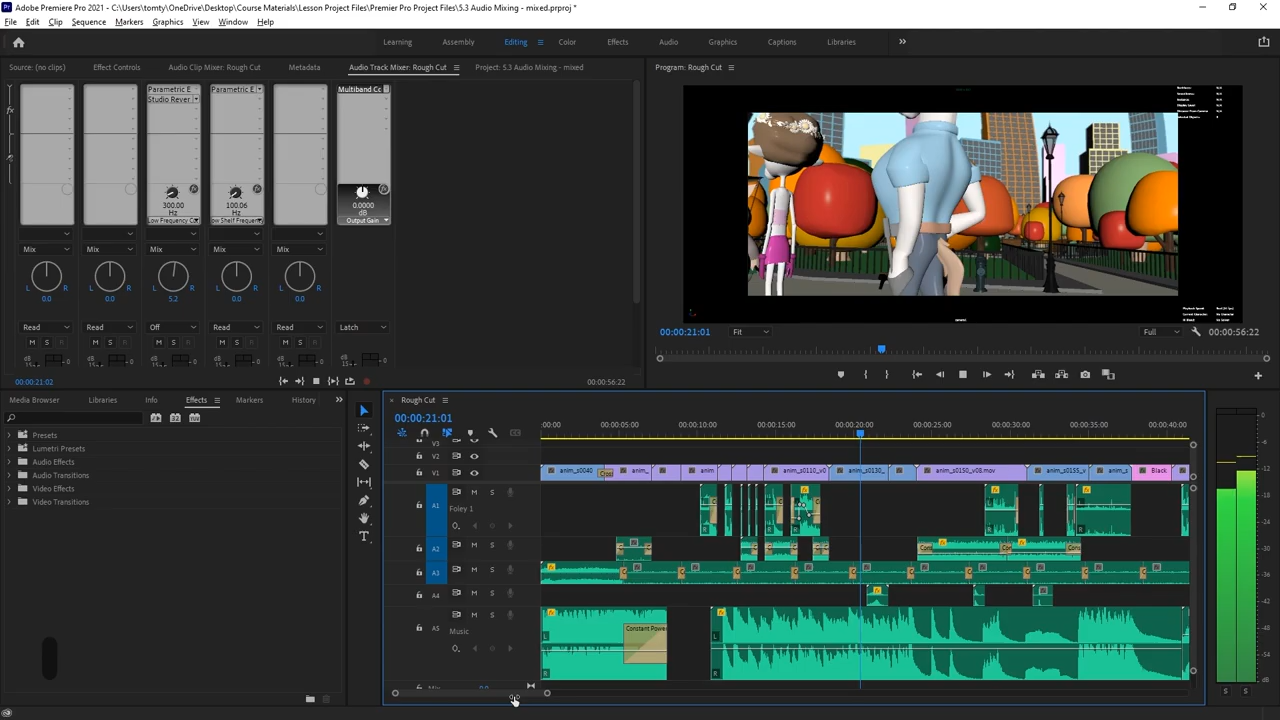 Adobe Premiere Pro 2021 - C:\Users\tomty\OneDrive\Desktop\Course Materials\Lesson Project Files\Premier Pro Project Files\5.3 Audio Mixing - mixed.prproj *
File Edit Clip Sequence Markers Graphics View Window Help
Learning Assembly Editing Color Effects Audio Graphics Captions Libraries
Source: (no clips) Effect Controls Audio Clip Mixer: Rough Cut Metadata Audio Track Mixer: Rough Cut Project: 5.3 Audio Mixing - mixed Program: Rough Cut
Parametric E Parametric E Multiband Cc
Studio Rever
300.00 100.06 0.0000
Hz Hz dB
Output Gain
Mix Mix Mix Mix Mix
L R L R L R L R L R
0.0 0.0 5.2 0.0 0.0
Read Read Off Read Read Latch
M S M S M S M S M S
00:00:21:02 00:00:56:22
00:00:21:01 Fit Full 00:00:56:22
Media Browser Libraries Info Effects Markers History
Presets
Lumetri Presets
Audio Effects
Audio Transitions
Video Effects
Video Transitions
Rough Cut
00:00:21:01
:00:00 00:00:05:00 00:00:10:00 00:00:15:00 00:00:20:00 00:00:25:00 00:00:30:00 00:00:35:00 00:00:40:00
V3
V2
V1 anim_s0040 anim_ anim anim_s0110_v0 anim_s0130_ anim_s0150_v08.mov anim_s0155_v anim_s Black
A1 M S
Foley 1
A2 M S
A3 M S
A4 M S
A5 M S
Music
Constant Power